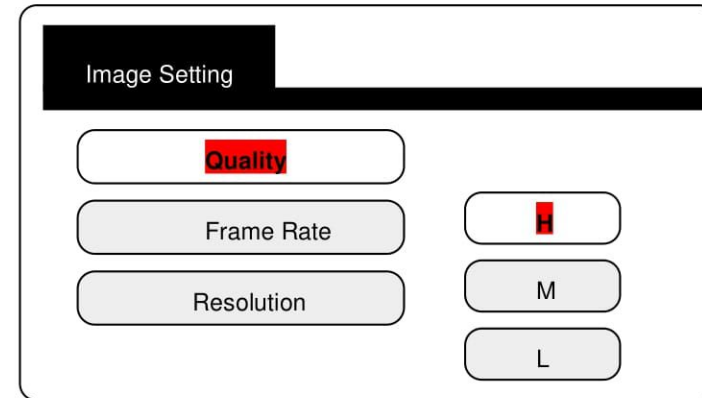 Image Setting
Quality
Frame Rate
Resolution
H
M
L